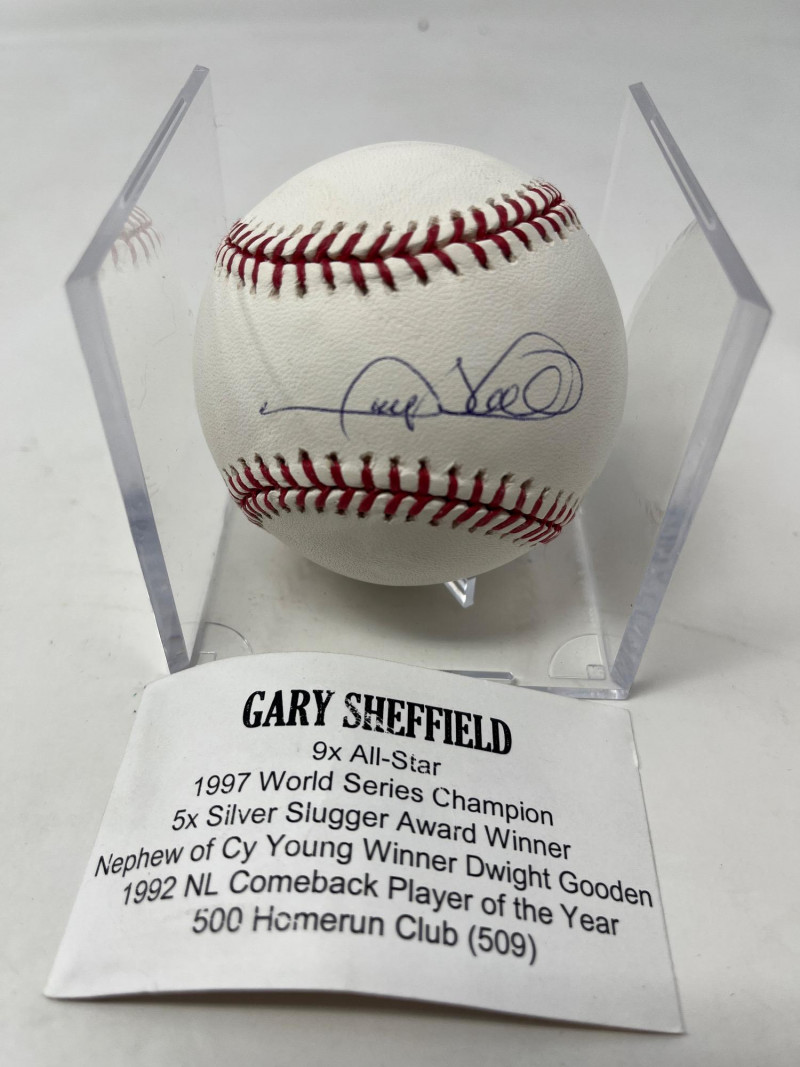 GARY SHEFFIELD
9x All-Star
1997 World Series Champion
5x Silver Slugger Award Winner
Nephew of Cy Young Winner Dwight Gooden
1992 NL Comeback Player of the Year
500 Homerun Club (509)